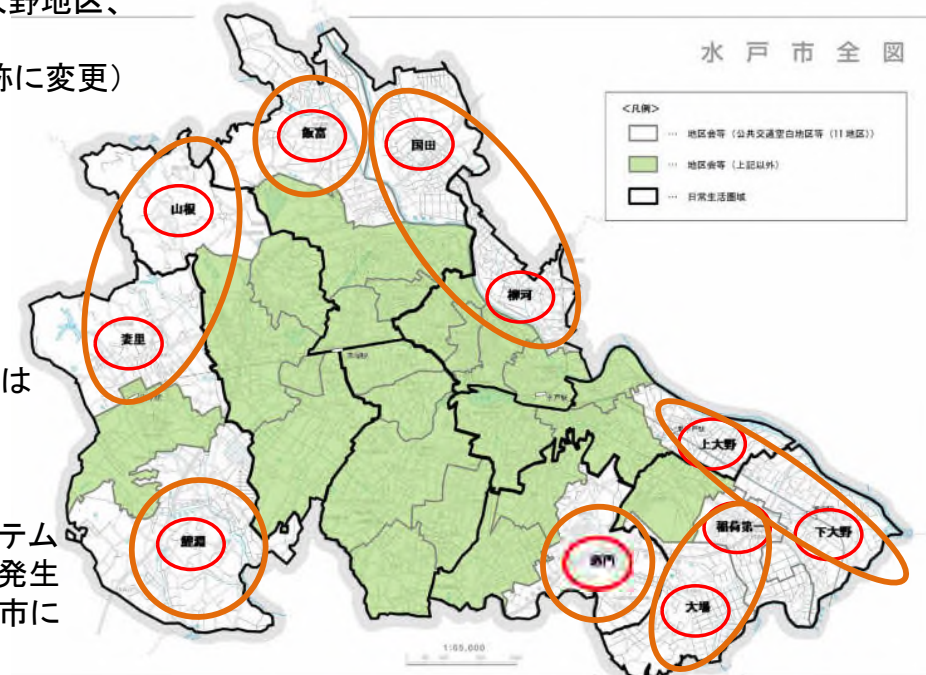 野地区、
称に変更）
は
テム
発生
市に
水戸市全図
＜凡例＞
… 地区会等（公共交通空白地区等（11地区））
… 地区会等（上記以外）
… 日常生活圏域
飯富
国田
山根
柳河
妻里
上大野
稲荷第一
下大野
鯉淵
酒門
大場
1:65,000